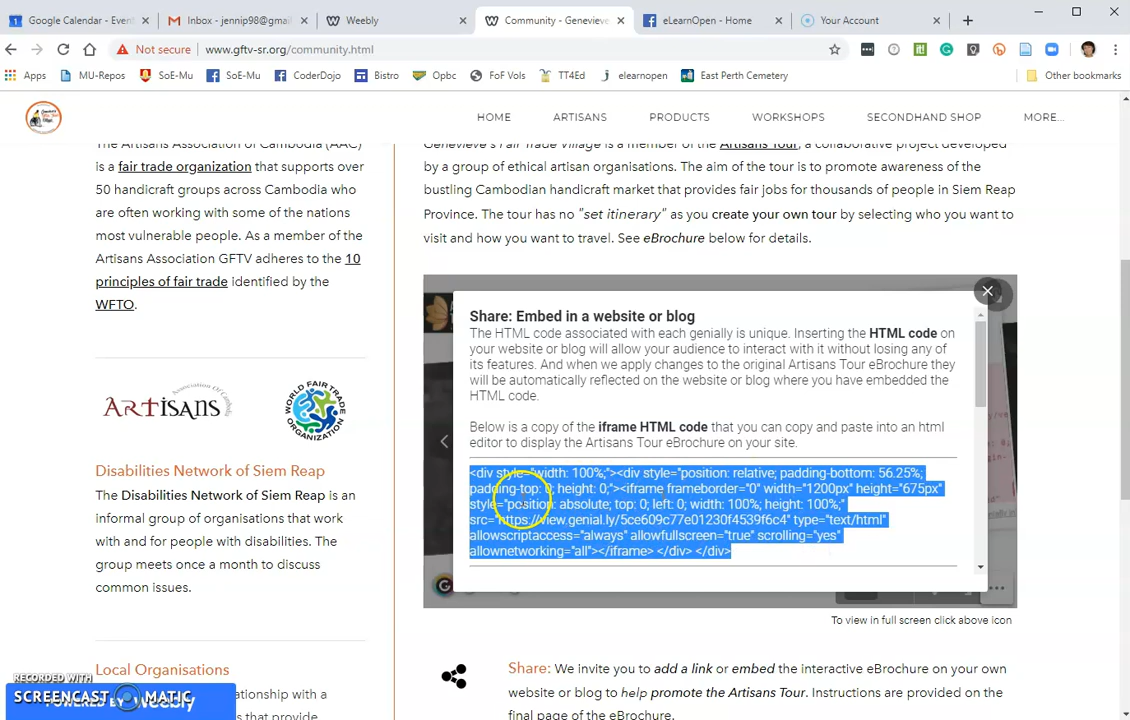 Google Calendar - Event
Inbox - jennip98@gmail
Weebly
Community - Genevieve
eLearnOpen - Home
Your Account
Not secure
www.gftv-sr.org/community.html
Apps
MU-Repos
SoE-Mu
SoE-Mu
CoderDojo
Bistro
Opbc
FoF Vols
TT4Ed
elearnopen
East Perth Cemetery
Other bookmarks
HOME
ARTISANS
PRODUCTS
WORKSHOPS
SECONDHAND SHOP
MORE...
The Artisans Association of Cambodia (AAC)
is a fair trade organization that supports over
50 handicraft groups across Cambodia who
are often working with some of the nations
most vulnerable people. As a member of the
Artisans Association GFTV adheres to the 10
principles of fair trade identified by the
WFTO.
ARTISANS
WORLD FAIR TRADE
ORGANIZATION
Disabilities Network of Siem Reap
The Disabilities Network of Siem Reap is an
informal group of organisations that work
with and for people with disabilities. The
group meets once a month to discuss
common issues.
Local Organisations
relationship with a
s that provide
Genevieve's Fair Trade Village is a member of the Artisans Tour, a collaborative project developed
by a group of ethical artisan organisations. The aim of the tour is to promote awareness of the
bustling Cambodian handicraft market that provides fair jobs for thousands of people in Siem Reap
Province. The tour has no "set itinerary" as you create your own tour by selecting who you want to
visit and how you want to travel. See eBrochure below for details.
Share: Embed in a website or blog
The HTML code associated with each genially is unique. Inserting the HTML code on
your website or blog will allow your audience to interact with it without losing any of
its features. And when we apply changes to the original Artisans Tour eBrochure they
will be automatically reflected on the website or blog where you have embedded the
HTML code.
Below is a copy of the iframe HTML code that you can copy and paste into an html
editor to display the Artisans Tour eBrochure on your site.
<div style="width: 100%;"><div style="position: relative; padding-bottom: 56.25%;
padding-top: 0; height: 0;"><iframe frameborder="0" width="1200px" height="675px"
style="position: absolute; top: 0; left: 0; width: 100%; height: 100%;"
src="https://view.genial.ly/5ce609c77e01230f4539f6c4" type="text/html"
allowscriptaccess="always" allowfullscreen="true" scrolling="yes"
allownetworking="all"></iframe> </div> </div>
To view in full screen click above icon
Share: We invite you to add a link or embed the interactive eBrochure on your own
website or blog to help promote the Artisans Tour. Instructions are provided on the
final page of the eBrochure.
RECORDED WITH
SCREENCAST MATIC
POWERED BY weebly